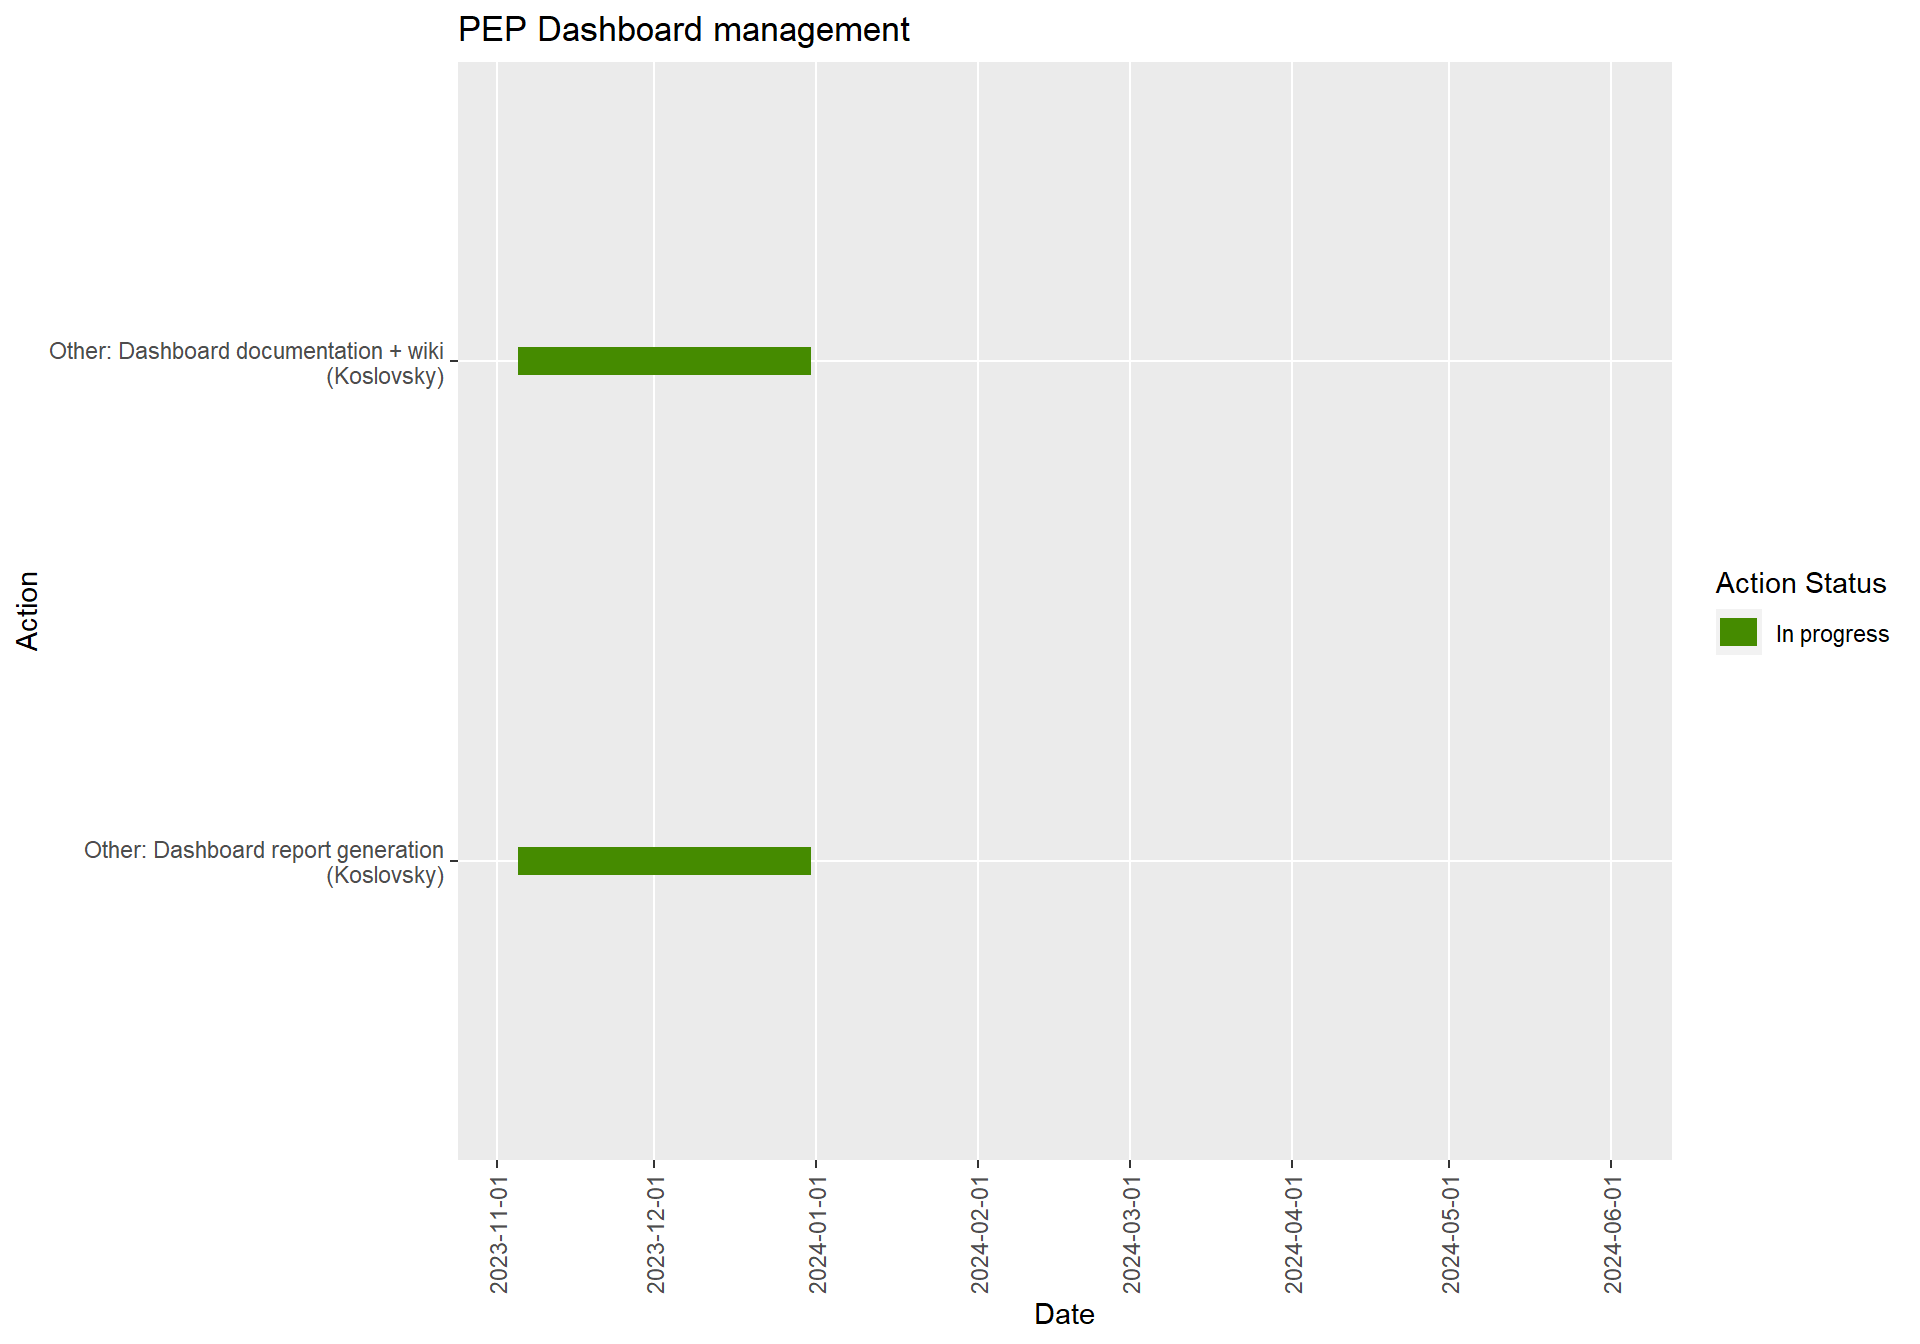 PEP Dashboard management
Action
Other: Dashboard documentation + wiki
(Koslovsky)
Other: Dashboard report generation
(Koslovsky)
Action Status
In progress
2023-11-01
2023-12-01
2024-01-01
2024-02-01
2024-03-01
2024-04-01
2024-05-01
2024-06-01
Date